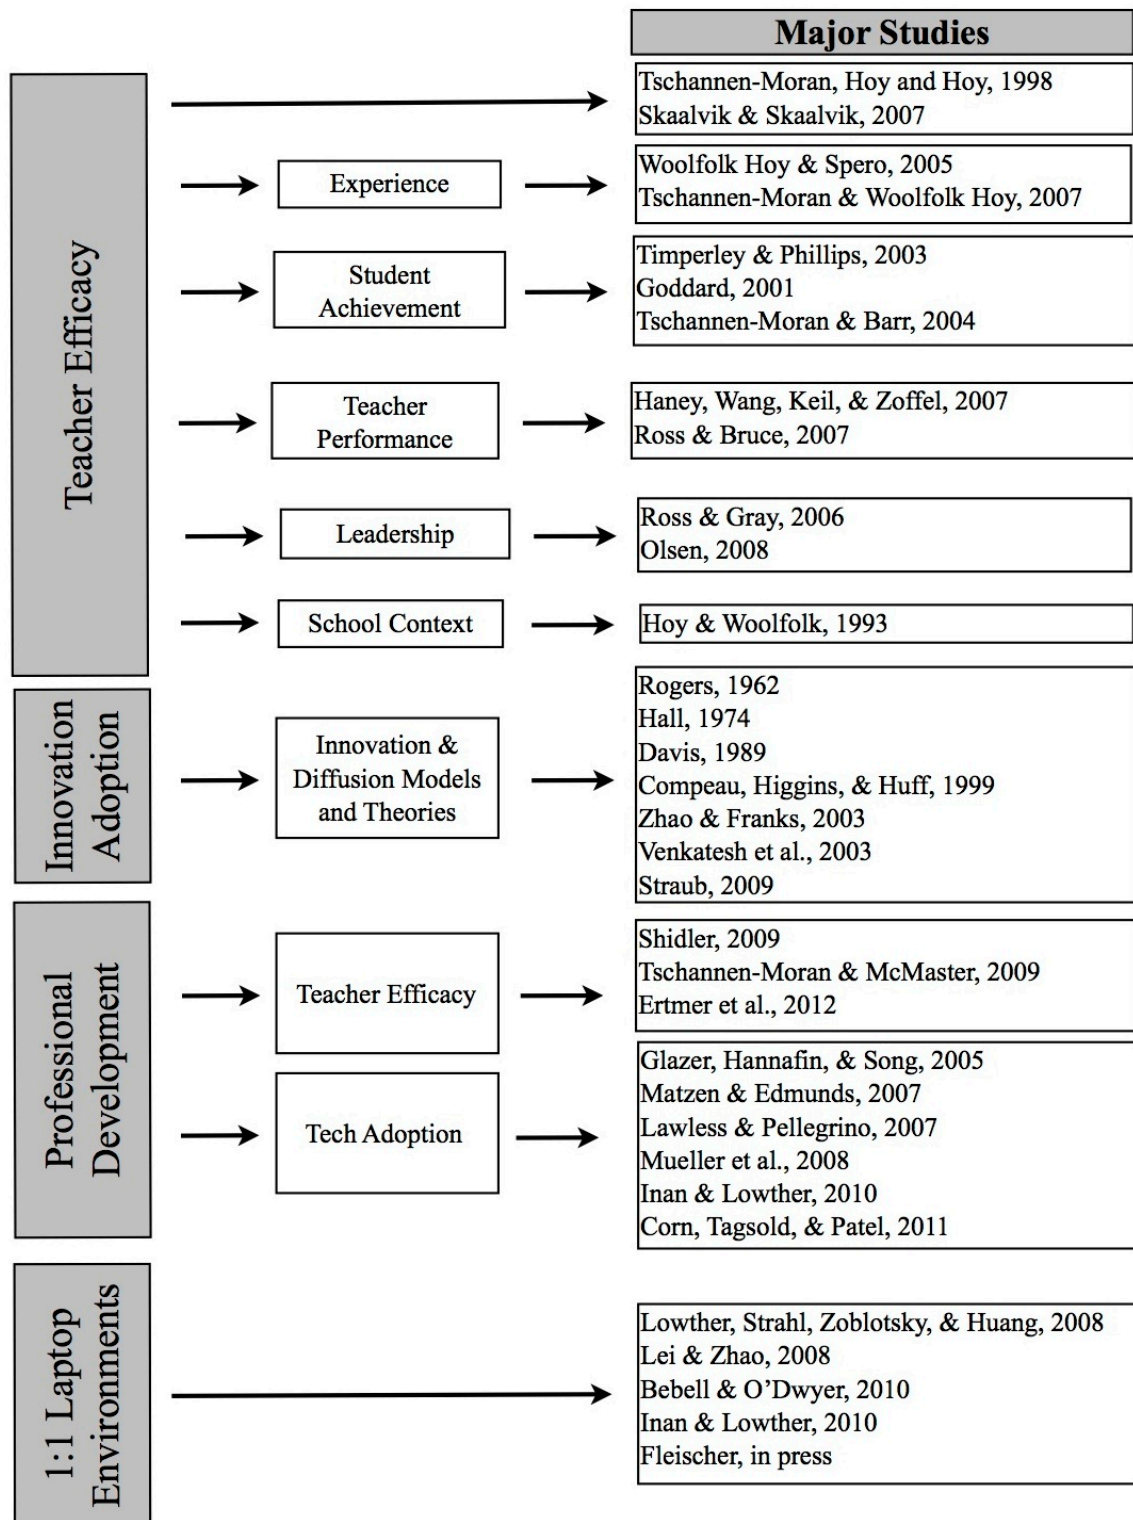 Major Studies
Teacher Efficacy
Tschannen-Moran, Hoy and Hoy, 1998
Skaalvik & Skaalvik, 2007
Experience
Woolfolk Hoy & Spero, 2005
Tschannen-Moran & Woolfolk Hoy, 2007
Student
Achievement
Timperley & Phillips, 2003
Goddard, 2001
Tschannen-Moran & Barr, 2004
Teacher
Performance
Haney, Wang, Keil, & Zoffel, 2007
Ross & Bruce, 2007
Leadership
Ross & Gray, 2006
Olsen, 2008
School Context
Hoy & Woolfolk, 1993
Innovation
Adoption
Innovation &
Diffusion Models
and Theories
Rogers, 1962
Hall, 1974
Davis, 1989
Compeau, Higgins, & Huff, 1999
Zhao & Franks, 2003
Venkatesh et al., 2003
Straub, 2009
Professional
Development
Teacher Efficacy
Shidler, 2009
Tschannen-Moran & McMaster, 2009
Ertmer et al., 2012
Tech Adoption
Glazer, Hannafin, & Song, 2005
Matzen & Edmunds, 2007
Lawless & Pellegrino, 2007
Mueller et al., 2008
Inan & Lowther, 2010
Corn, Tagsold, & Patel, 2011
1:1 Laptop
Environments
Lowther, Strahl, Zoblotsky, & Huang, 2008
Lei & Zhao, 2008
Bebell & O’Dwyer, 2010
Inan & Lowther, 2010
Fleischer, in press